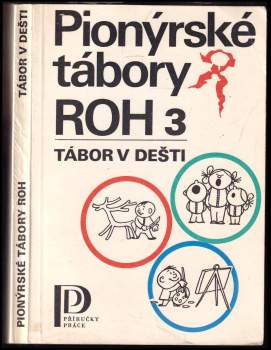 Pionýrské
tábory
ROH 3
TÁBOR V DEŠTI
PŘÍRUČKY
PRÁCE
TÁBOR V DEŠTI
PIONÝRSKÉ TÁBORY ROH